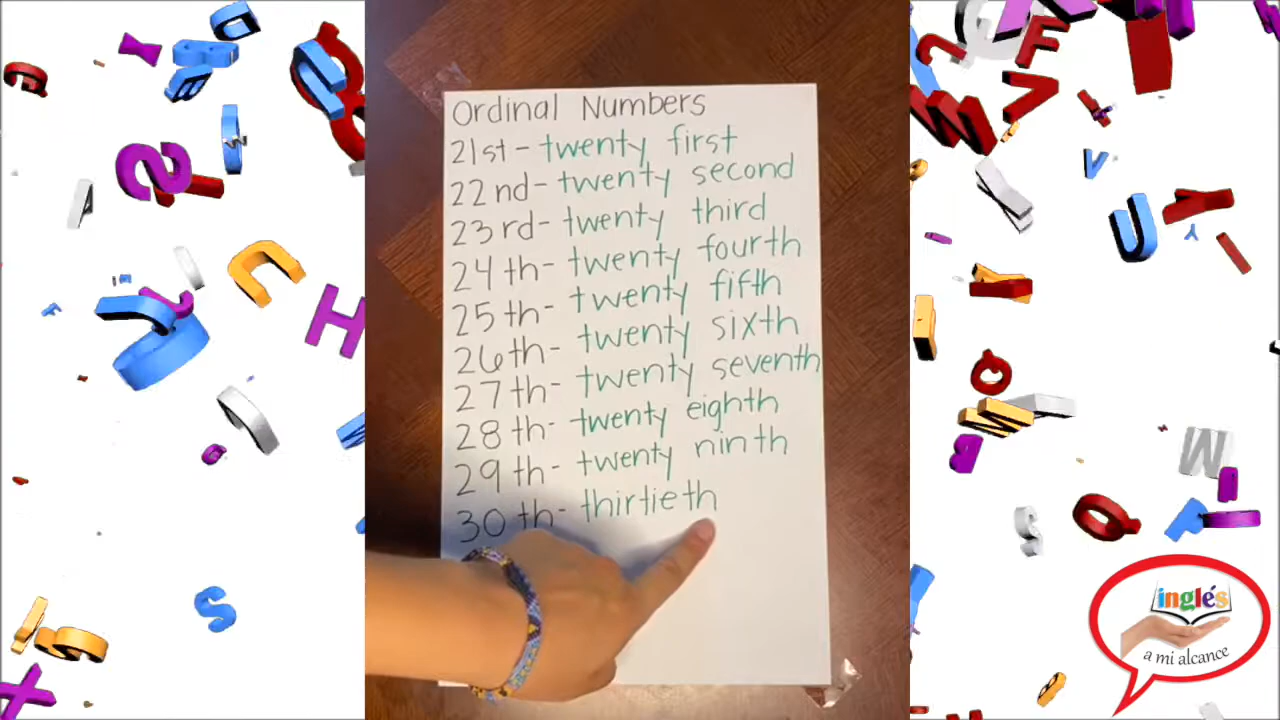 Ordinal Numbers
21st - twenty first
22nd - twenty second
23rd - twenty third
24th - twenty fourth
25th - twenty fifth
26th - twenty sixth
27th - twenty seventh
28th - twenty eighth
29th - twenty ninth
30th - thirtieth
inglés
a mi alcance